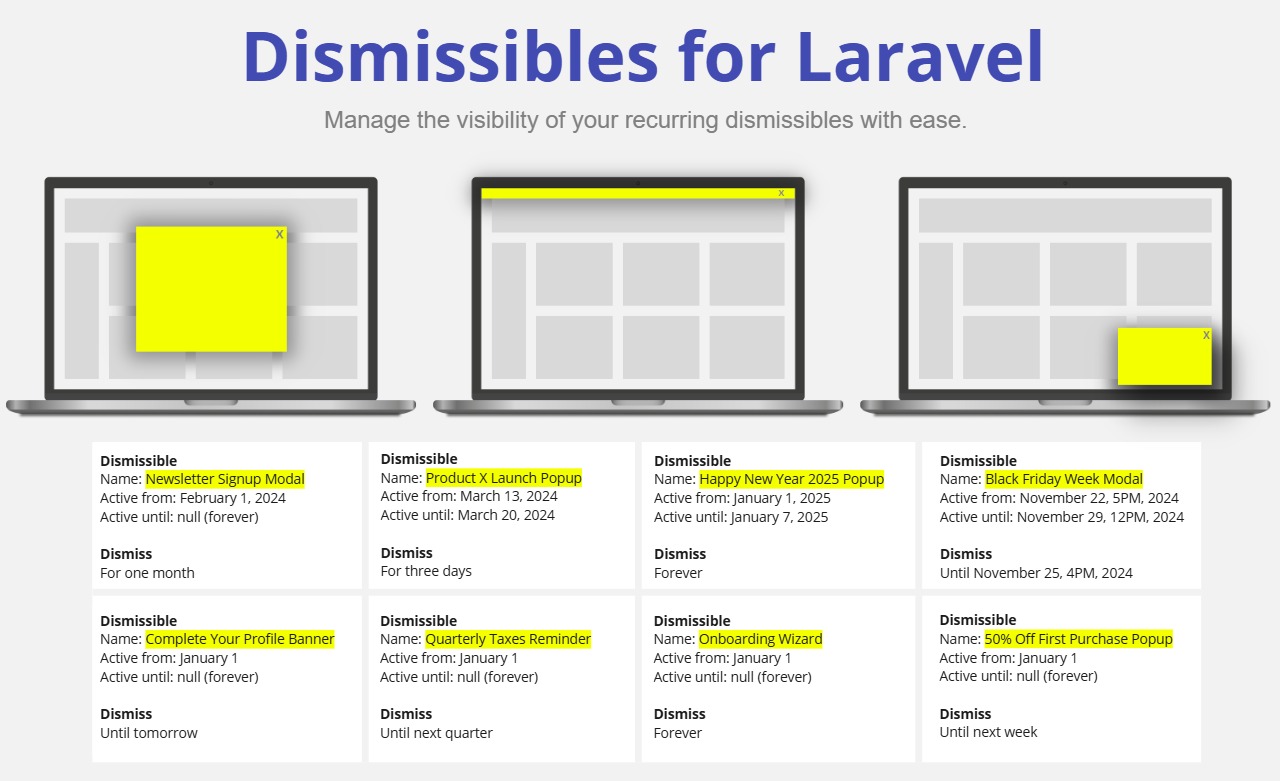 Dismissibles for Laravel
Manage the visibility of your recurring dismissibles with ease.
X
X
X
Dismissible
Name: Newsletter Signup Modal
Active from: February 1, 2024
Active until: null (forever)
Dismiss
For one month
Dismissible
Name: Product X Launch Popup
Active from: March 13, 2024
Active until: March 20, 2024
Dismiss
For three days
Dismissible
Name: Happy New Year 2025 Popup
Active from: January 1, 2025
Active until: January 7, 2025
Dismiss
Forever
Dismissible
Name: Black Friday Week Modal
Active from: November 22, 5PM, 2024
Active until: November 29, 12PM, 2024
Dismiss
Until November 25, 4PM, 2024
Dismissible
Name: Complete Your Profile Banner
Active from: January 1
Active until: null (forever)
Dismiss
Until tomorrow
Dismissible
Name: Quarterly Taxes Reminder
Active from: January 1
Active until: null (forever)
Dismiss
Until next quarter
Dismissible
Name: Onboarding Wizard
Active from: January 1
Active until: null (forever)
Dismiss
Forever
Dismissible
Name: 50% Off First Purchase Popup
Active from: January 1
Active until: null (forever)
Dismiss
Until next week